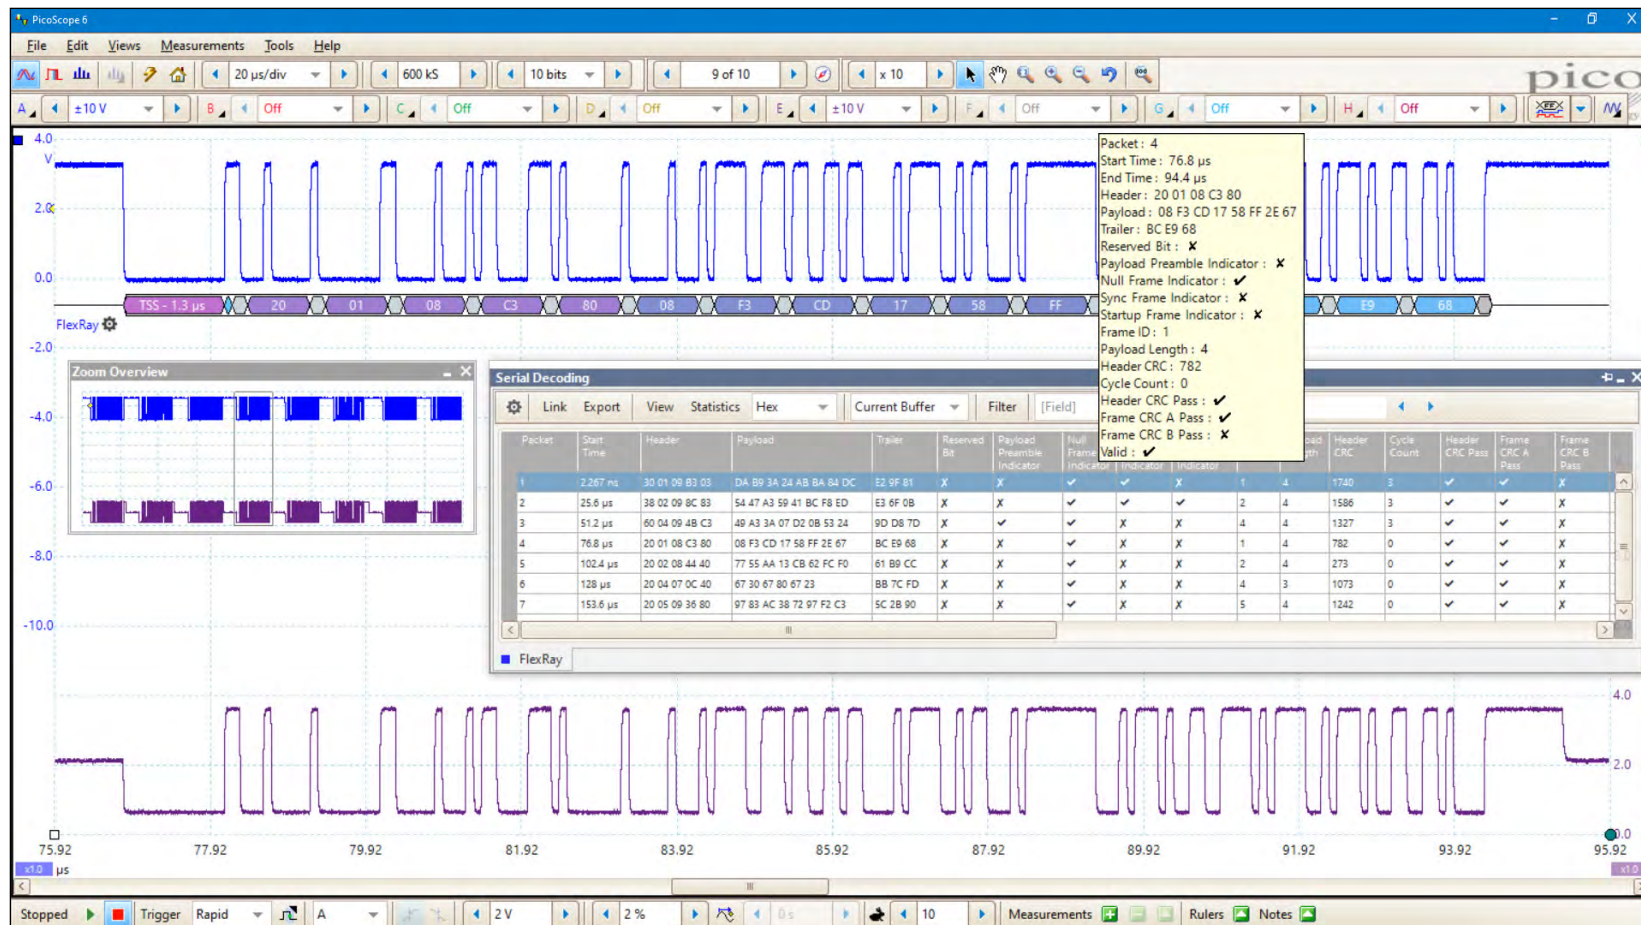 PicoScope 6
File Edit Views Measurements Tools Help
20 µs/div 600 kS 10 bits 9 of 10 x 10
pico
A ±10 V B Off C Off D Off E ±10 V F Off G Off H Off
4.0
V
2.0
0.0
-2.0
-4.0
-6.0
-8.0
-10.0
TSS - 1.3 µs 20 01 08 C3 80 08 F3 CD 17 58 FF E9 68
FlexRay
Packet : 4
Start Time : 76.8 µs
End Time : 94.4 µs
Header : 20 01 08 C3 80
Payload : 08 F3 CD 17 58 FF 2E 67
Trailer : BC E9 68
Reserved Bit : ✘
Payload Preamble Indicator : ✘
Null Frame Indicator : ✔
Sync Frame Indicator : ✘
Startup Frame Indicator : ✘
Frame ID : 1
Payload Length : 4
Header CRC : 782
Cycle Count : 0
Header CRC Pass : ✔
Frame CRC A Pass : ✔
Frame CRC B Pass : ✘
Valid : ✔
Zoom Overview
Serial Decoding
Link Export View Statistics Hex Current Buffer Filter [Field]
Packet Start Time Header Payload Trailer Reserved Bit Payload Preamble Indicator Null Frame Indicator Indicator Indicator Header CRC Cycle Count Header CRC Pass Frame CRC A Pass Frame CRC B Pass
1 2.267 ns 30 01 09 B3 03 DA B9 3A 24 AB BA 84 DC E2 9F 81 ✘ ✘ ✔ ✔ ✘ 1 4 1740 3 ✔ ✔ ✘
2 25.6 µs 38 02 09 8C 83 54 47 A3 59 41 BC F8 ED E3 6F 0B ✘ ✘ ✔ ✔ ✔ 2 4 1586 3 ✔ ✔ ✘
3 51.2 µs 60 04 09 4B C3 49 A3 3A 07 D2 0B 53 24 9D D8 7D ✘ ✔ ✔ ✘ ✘ 4 4 1327 3 ✔ ✔ ✘
4 76.8 µs 20 01 08 C3 80 08 F3 CD 17 58 FF 2E 67 BC E9 68 ✘ ✘ ✔ ✘ ✘ 1 4 782 0 ✔ ✔ ✘
5 102.4 µs 20 02 08 44 40 77 55 AA 13 CB 62 FC F0 61 B9 CC ✘ ✘ ✔ ✘ ✘ 2 4 273 0 ✔ ✔ ✘
6 128 µs 20 04 07 0C 40 67 30 67 80 67 23 BB 7C FD ✘ ✘ ✔ ✘ ✘ 4 3 1073 0 ✔ ✔ ✘
7 153.6 µs 20 05 09 36 80 97 83 AC 38 72 97 F2 C3 5C 2B 90 ✘ ✘ ✔ ✘ ✘ 5 4 1242 0 ✔ ✔ ✘
FlexRay
4.0
2.0
0.0
75.92 77.92 79.92 81.92 83.92 85.92 87.92 89.92 91.92 93.92 95.92
x1.0 µs x1.0
Stopped Trigger Rapid A 2 V 2 % 0 s 10 Measurements Rulers Notes